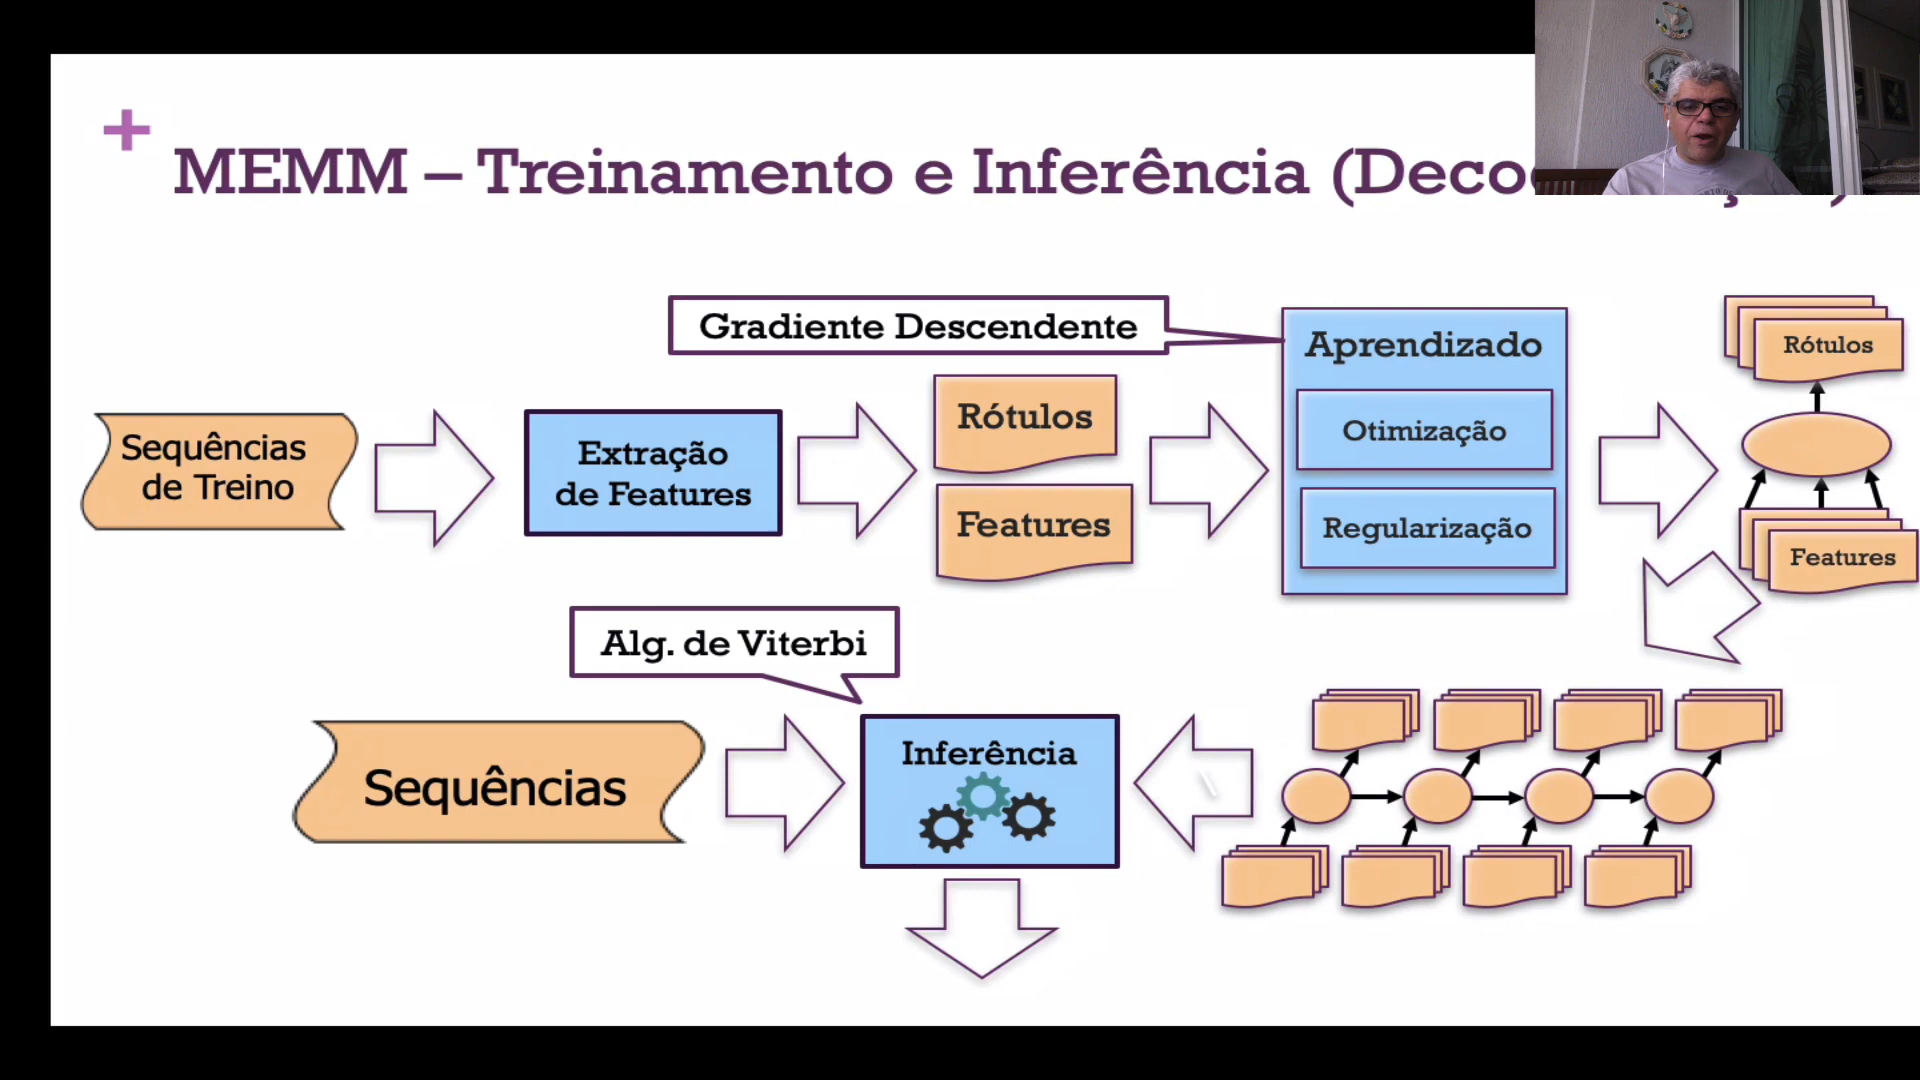 +
MEMM – Treinamento e Inferência
Gradiente Descendente
Aprendizado
Otimização
Regularização
Sequências
de Treino
Extração
de Features
Rótulos
Features
Rótulos
Features
Alg. de Viterbi
Sequências
Inferência